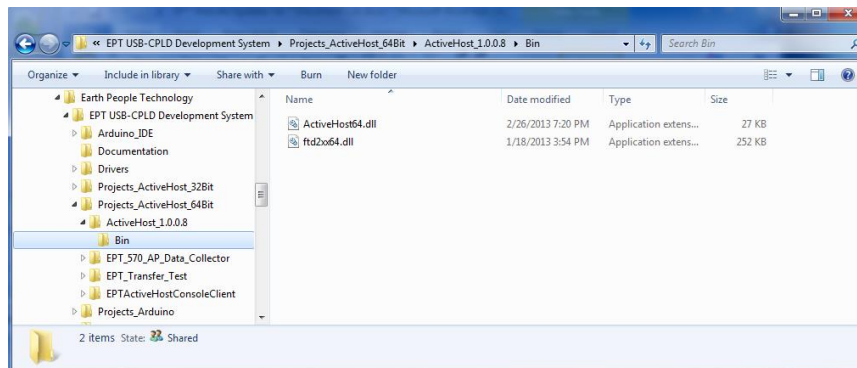 « EPT USB-CPLD Development System ▸ Projects_ActiveHost_64Bit ▸ ActiveHost_1.0.0.8 ▸ Bin
Search Bin
Organize Include in library Share with Burn New folder
Earth People Technology
EPT USB-CPLD Development System
Arduino_IDE
Documentation
Drivers
Projects_ActiveHost_32Bit
Projects_ActiveHost_64Bit
ActiveHost_1.0.0.8
Bin
EPT_570_AP_Data_Collector
EPT_Transfer_Test
EPTActiveHostConsoleClient
Projects_Arduino
Name Date modified Type Size
ActiveHost64.dll 2/26/2013 7:20 PM Application extens... 27 KB
ftd2xx64.dll 1/18/2013 3:54 PM Application extens... 252 KB
2 items State: Shared